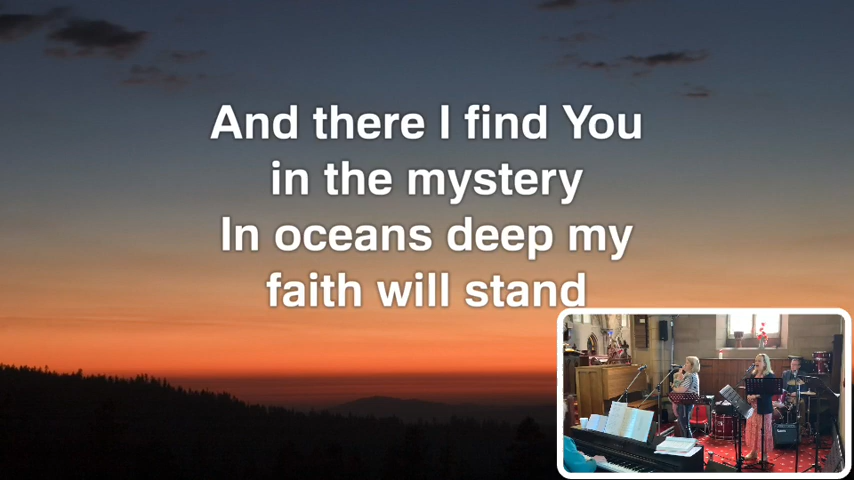 And there I find You
in the mystery
In oceans deep my
faith will stand